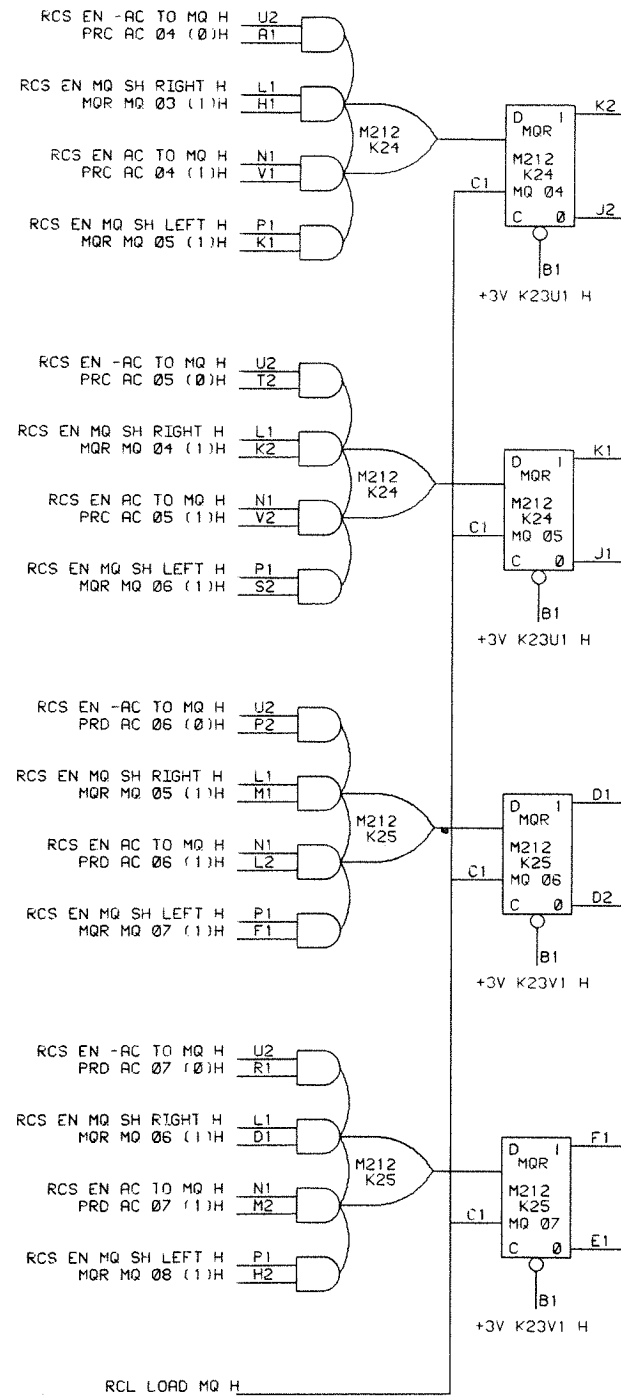 RCS EN -AC TO MQ H U2
PRC AC 04 (0)H A1
RCS EN MQ SH RIGHT H L1
MQR MQ 03 (1)H H1
RCS EN AC TO MQ H N1
PRC AC 04 (1)H V1
RCS EN MQ SH LEFT H P1
MQR MQ 05 (1)H K1
M212
K24
C1
D 1
MQR
M212
K24
MQ 04
C 0
K2
J2
B1
+3V K23U1 H
RCS EN -AC TO MQ H U2
PRC AC 05 (0)H T2
RCS EN MQ SH RIGHT H L1
MQR MQ 04 (1)H K2
RCS EN AC TO MQ H N1
PRC AC 05 (1)H V2
RCS EN MQ SH LEFT H P1
MQR MQ 06 (1)H S2
M212
K24
C1
D 1
MQR
M212
K24
MQ 05
C 0
K1
J1
B1
+3V K23U1 H
RCS EN -AC TO MQ H U2
PRD AC 06 (0)H P2
RCS EN MQ SH RIGHT H L1
MQR MQ 05 (1)H M1
RCS EN AC TO MQ H N1
PRD AC 06 (1)H L2
RCS EN MQ SH LEFT H P1
MQR MQ 07 (1)H F1
M212
K25
C1
D 1
MQR
M212
K25
MQ 06
C 0
D1
D2
B1
+3V K23V1 H
RCS EN -AC TO MQ H U2
PRD AC 07 (0)H R1
RCS EN MQ SH RIGHT H L1
MQR MQ 06 (1)H D1
RCS EN AC TO MQ H N1
PRD AC 07 (1)H M2
RCS EN MQ SH LEFT H P1
MQR MQ 08 (1)H H2
M212
K25
C1
D 1
MQR
M212
K25
MQ 07
C 0
F1
E1
B1
+3V K23V1 H
RCL LOAD MQ H